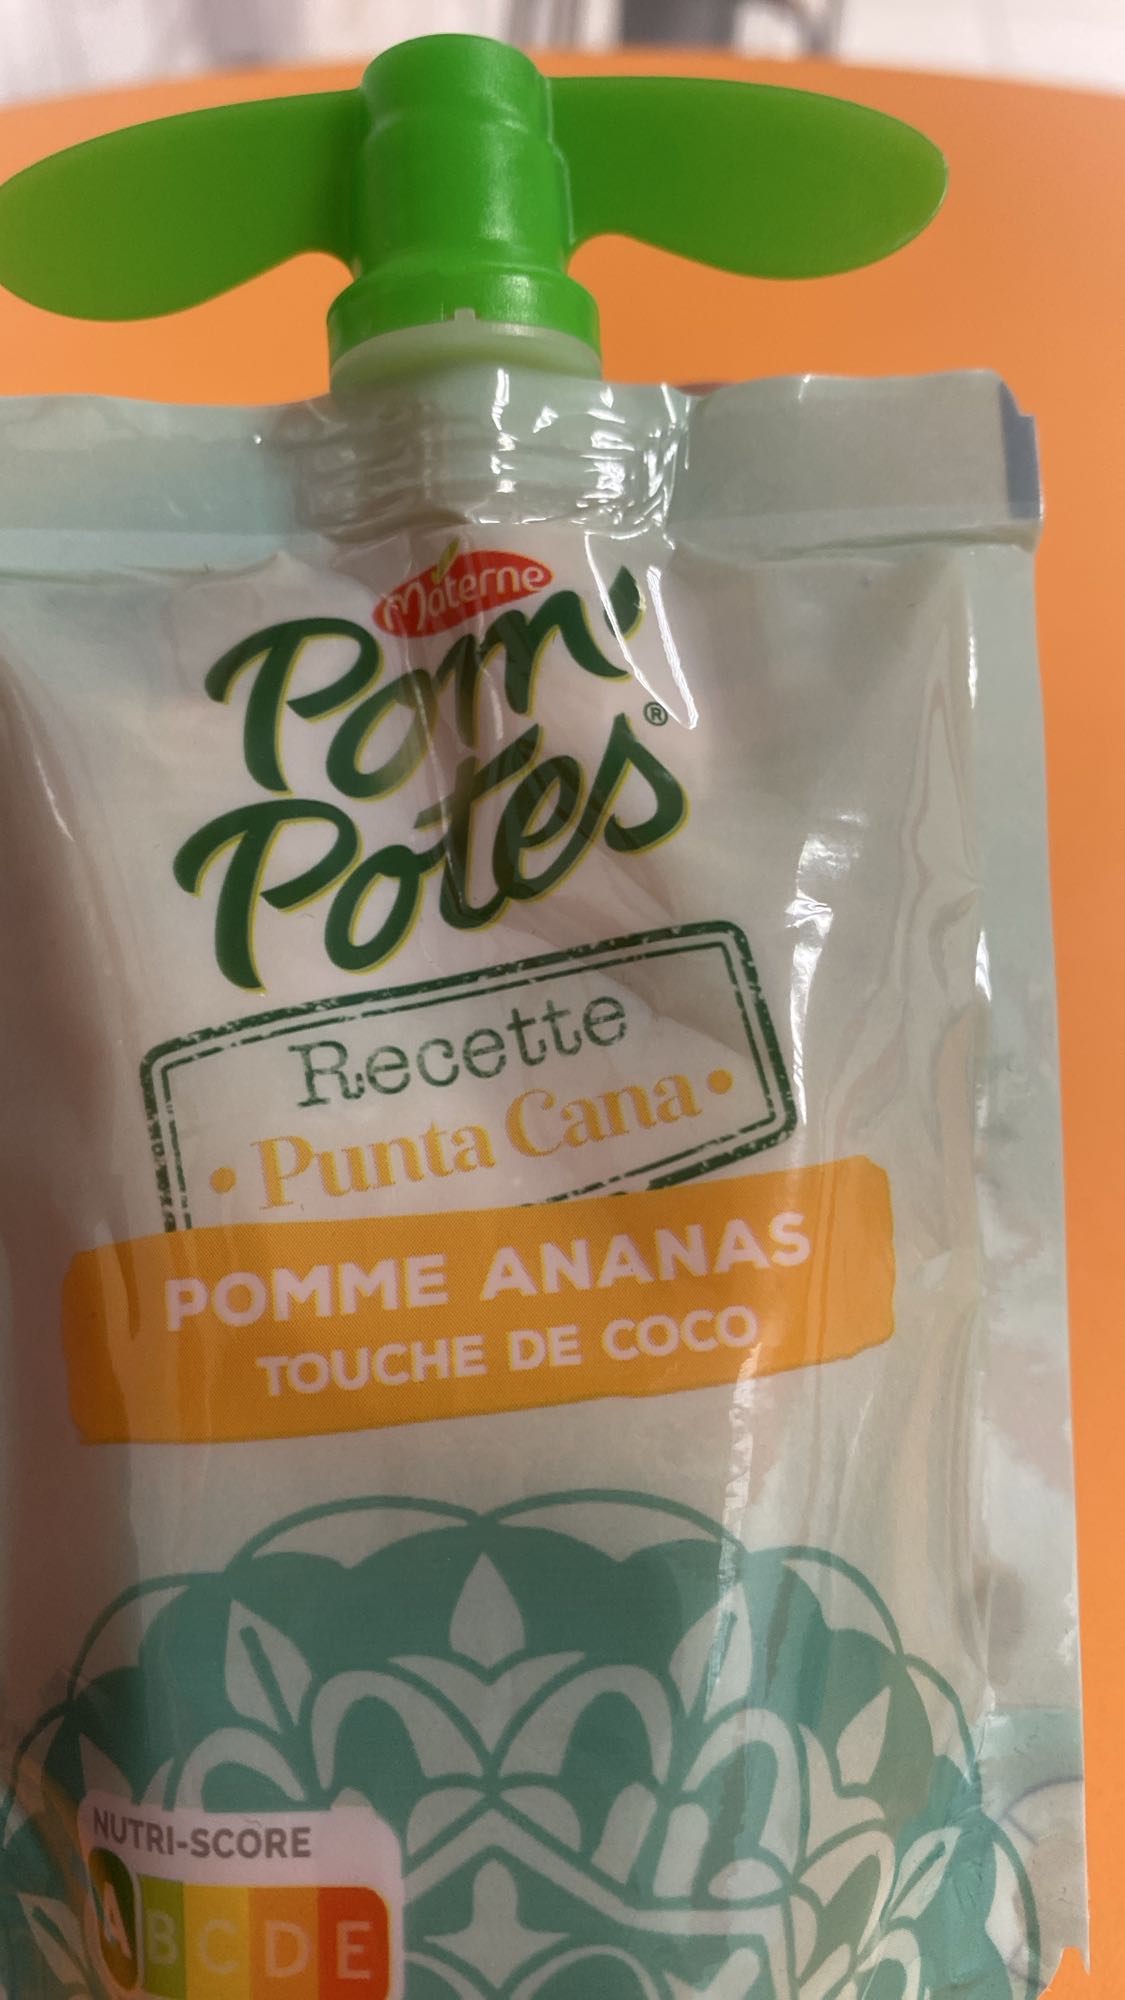 Materne
Pom'
Potes®
Recette
• Punta Cana •
POMME ANANAS
TOUCHE DE COCO
NUTRI-SCORE
A B C D E